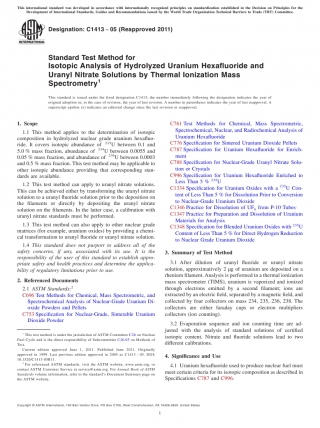 This international standard was developed in accordance with internationally recognized principles on standardization established in the Decision on Principles for the
Development of International Standards, Guides and Recommendations issued by the World Trade Organization Technical Barriers to Trade (TBT) Committee.
Designation: C1413 − 05 (Reapproved 2011)
Standard Test Method for
Isotopic Analysis of Hydrolyzed Uranium Hexafluoride and
Uranyl Nitrate Solutions by Thermal Ionization Mass
Spectrometry1
This standard is issued under the fixed designation C1413; the number immediately following the designation indicates the year of
original adoption or, in the case of revision, the year of last revision. A number in parentheses indicates the year of last reapproval. A
superscript epsilon (´) indicates an editorial change since the last revision or reapproval.
1. Scope
1.1 This method applies to the determination of isotopic
composition in hydrolyzed nuclear grade uranium hexafluo-
ride. It covers isotopic abundance of 235U between 0.1 and
5.0 % mass fraction, abundance of 234U between 0.0055 and
0.05 % mass fraction, and abundance of 236U between 0.0003
and 0.5 % mass fraction. This test method may be applicable to
other isotopic abundance providing that corresponding stan-
dards are available.
1.2 This test method can apply to uranyl nitrate solutions.
This can be achieved either by transforming the uranyl nitrate
solution to a uranyl fluoride solution prior to the deposition on
the filaments or directly by depositing the uranyl nitrate
solution on the filaments. In the latter case, a calibration with
uranyl nitrate standards must be performed.
1.3 This test method can also apply to other nuclear grade
matrices (for example, uranium oxides) by providing a chemi-
cal transformation to uranyl fluoride or uranyl nitrate solution.
1.4 This standard does not purport to address all of the
safety concerns, if any, associated with its use. It is the
responsibility of the user of this standard to establish appro-
priate safety and health practices and determine the applica-
bility of regulatory limitations prior to use.
2. Referenced Documents
2.1 ASTM Standards:2
C696 Test Methods for Chemical, Mass Spectrometric, and
Spectrochemical Analysis of Nuclear-Grade Uranium Di-
oxide Powders and Pellets
C753 Specification for Nuclear-Grade, Sinterable Uranium
Dioxide Powder
1 This test method is under the jurisdiction of ASTM Committee C26 on Nuclear
Fuel Cycle and is the direct responsibility of Subcommittee C26.05 on Methods of
Test.
Current edition approved June 1, 2011. Published June 2011. Originally
approved in 1999. Last previous edition approved in 2005 as C1413 – 05. DOI:
10.1520/C1413-05R11.
2 For referenced ASTM standards, visit the ASTM website, www.astm.org, or
contact ASTM Customer Service at service@astm.org. For Annual Book of ASTM
Standards volume information, refer to the standard's Document Summary page on
the ASTM website.
C761 Test Methods for Chemical, Mass Spectrometric,
Spectrochemical, Nuclear, and Radiochemical Analysis of
Uranium Hexafluoride
C776 Specification for Sintered Uranium Dioxide Pellets
C787 Specification for Uranium Hexafluoride for Enrich-
ment
C788 Specification for Nuclear-Grade Uranyl Nitrate Solu-
tion or Crystals
C996 Specification for Uranium Hexafluoride Enriched to
Less Than 5 % 235U
C1334 Specification for Uranium Oxides with a 235U Con-
tent of Less Than 5 % for Dissolution Prior to Conversion
to Nuclear-Grade Uranium Dioxide
C1346 Practice for Dissolution of UF6 from P-10 Tubes
C1347 Practice for Preparation and Dissolution of Uranium
Materials for Analysis
C1348 Specification for Blended Uranium Oxides with 235U
Content of Less Than 5 % for Direct Hydrogen Reduction
to Nuclear Grade Uranium Dioxide
3. Summary of Test Method
3.1 After dilution of uranyl fluoride or uranyl nitrate
solution, approximately 2 µg of uranium are deposited on a
rhenium filament. Analysis is performed in a thermal ionization
mass spectrometer (TIMS), uranium is vaporized and ionized
through electrons emitted by a second filament; ions are
extracted by an electric field, separated by a magnetic field, and
collected by four collectors on mass 234, 235, 236, 238. The
collectors are either faraday cups or electron multipliers
collectors (ion counting).
3.2 Evaporation sequence and ion counting time are ad-
justed with the analysis of standard solutions of certified
isotopic content. Nitrate and fluoride solutions lead to two
different calibrations.
4. Significance and Use
4.1 Uranium hexafluoride used to produce nuclear fuel must
meet certain criteria for its isotopic composition as described in
Specifications C787 and C996.
Copyright © ASTM International, 100 Barr Harbor Drive, PO Box C700, West Conshohocken, PA 19428-2959. United States
1